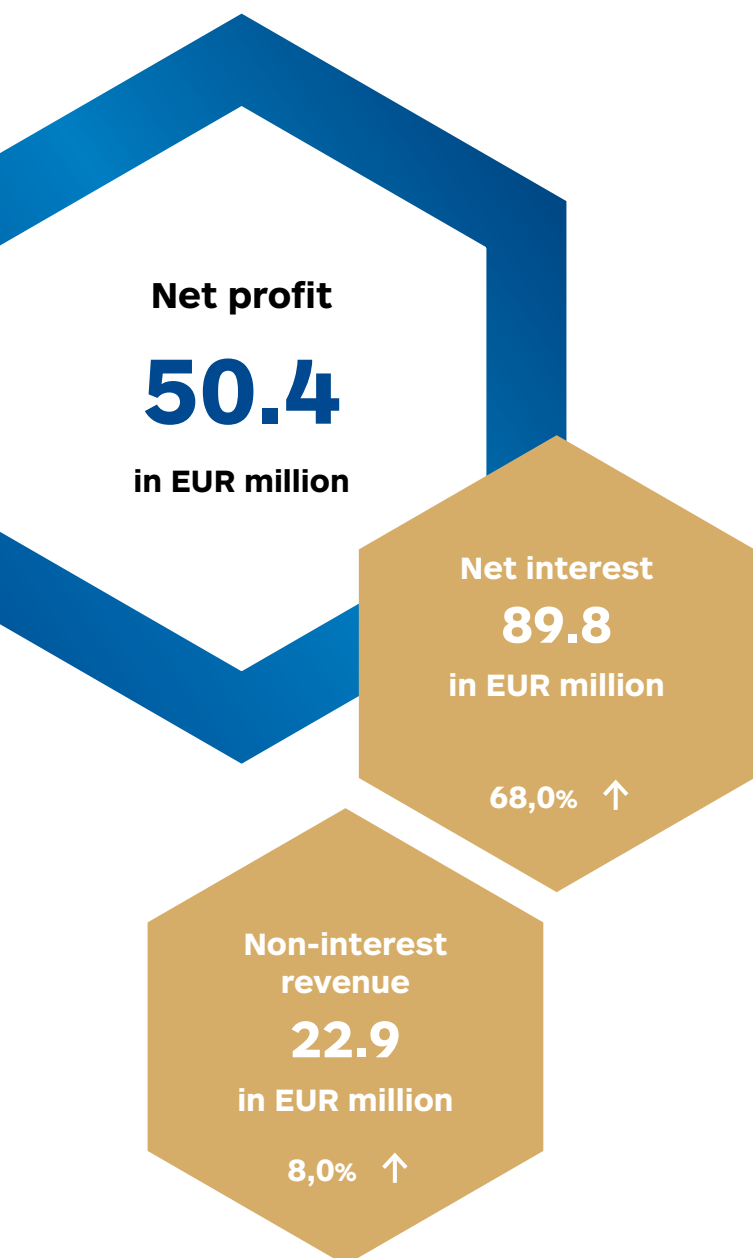 Net profit
50.4
in EUR million
Net interest
89.8
in EUR million
68,0% ↑
Non-interest
revenue
22.9
in EUR million
8,0% ↑